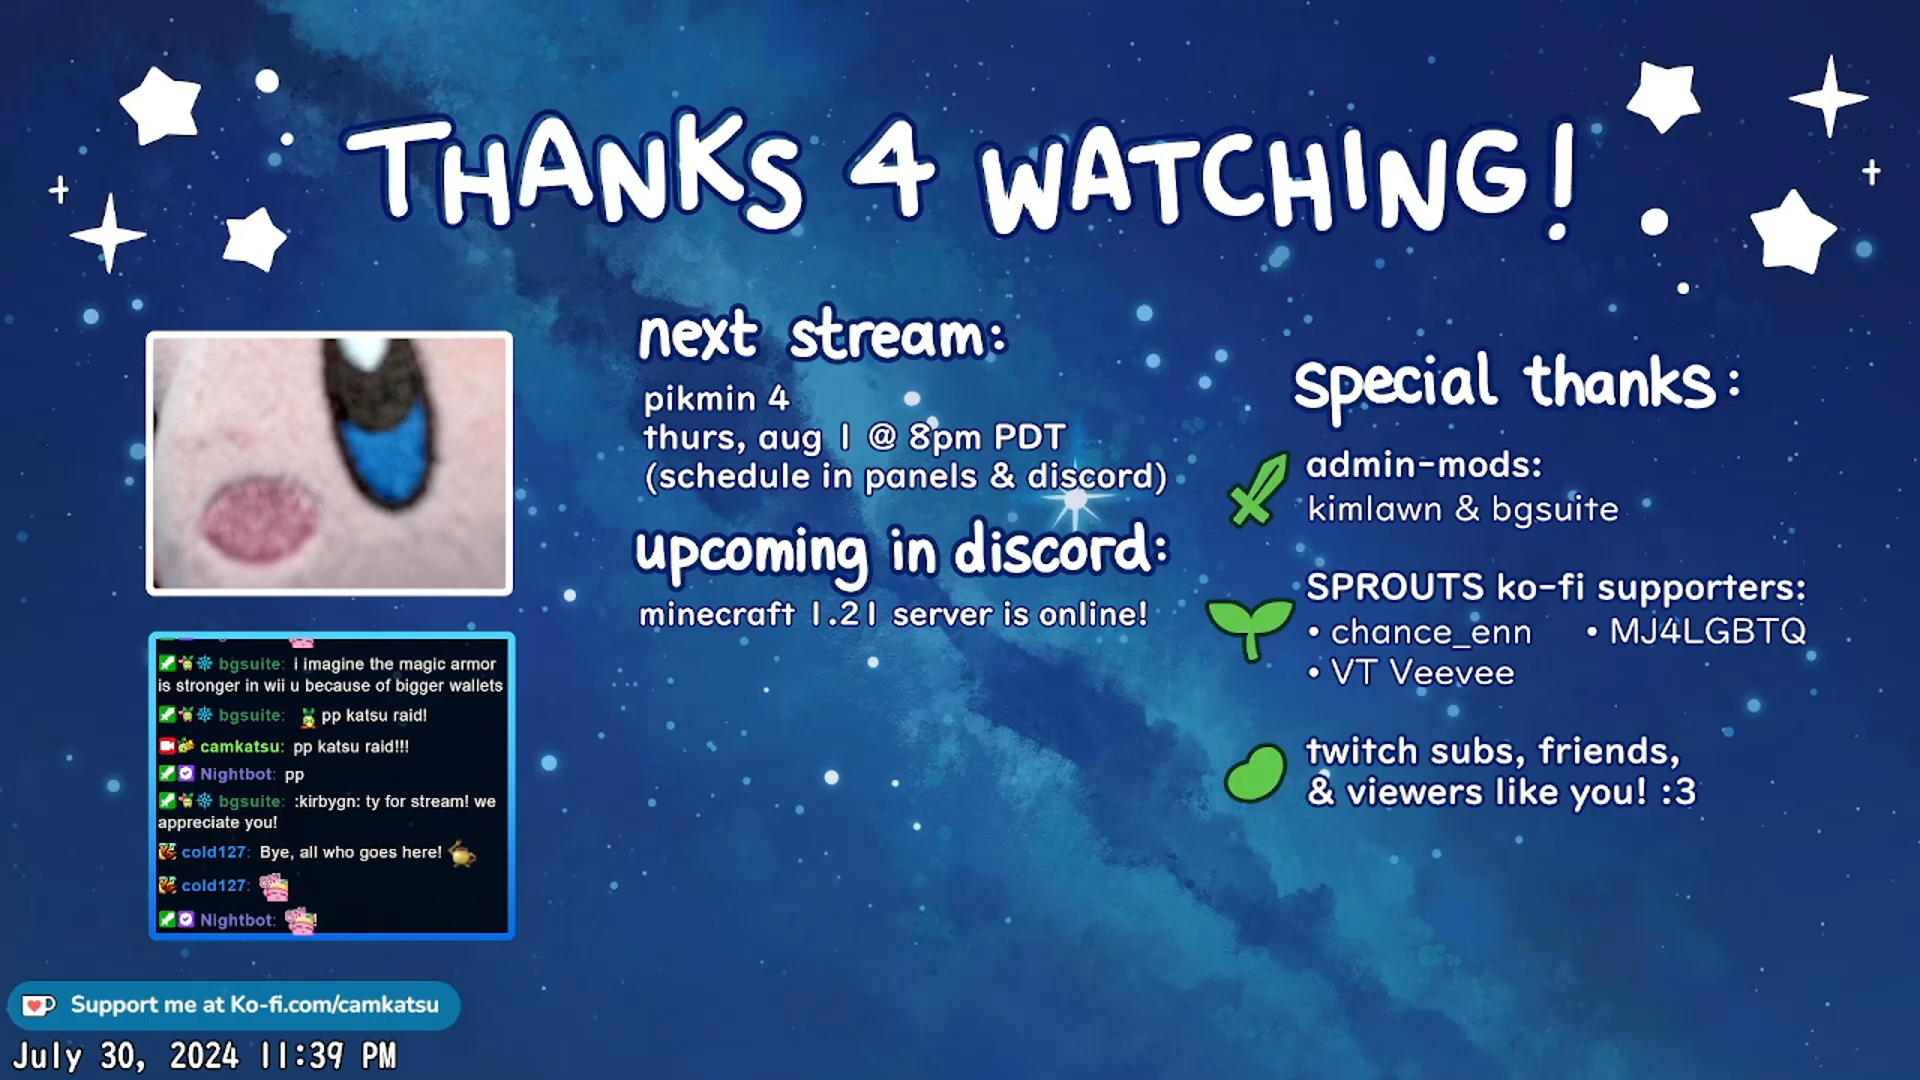 THANKS 4 WATCHING!
next stream:
pikmin 4
thurs, aug 1 @ 8pm PDT
(schedule in panels & discord)
upcoming in discord:
minecraft 1.21 server is online!
special thanks:
admin-mods:
kimlawn & bgsuite
SPROUTS ko-fi supporters:
• chance_enn • MJ4LGBTQ
• VT Veevee
twitch subs, friends,
& viewers like you! :3
bgsuite: i imagine the magic armor
is stronger in wii u because of bigger wallets
bgsuite: pp katsu raid!
camkatsu: pp katsu raid!!!
Nightbot: pp
bgsuite: :kirbygn: ty for stream! we
appreciate you!
cold127: Bye, all who goes here!
cold127:
Nightbot: !
Support me at Ko-fi.com/camkatsu
July 30, 2024 11:39 PM